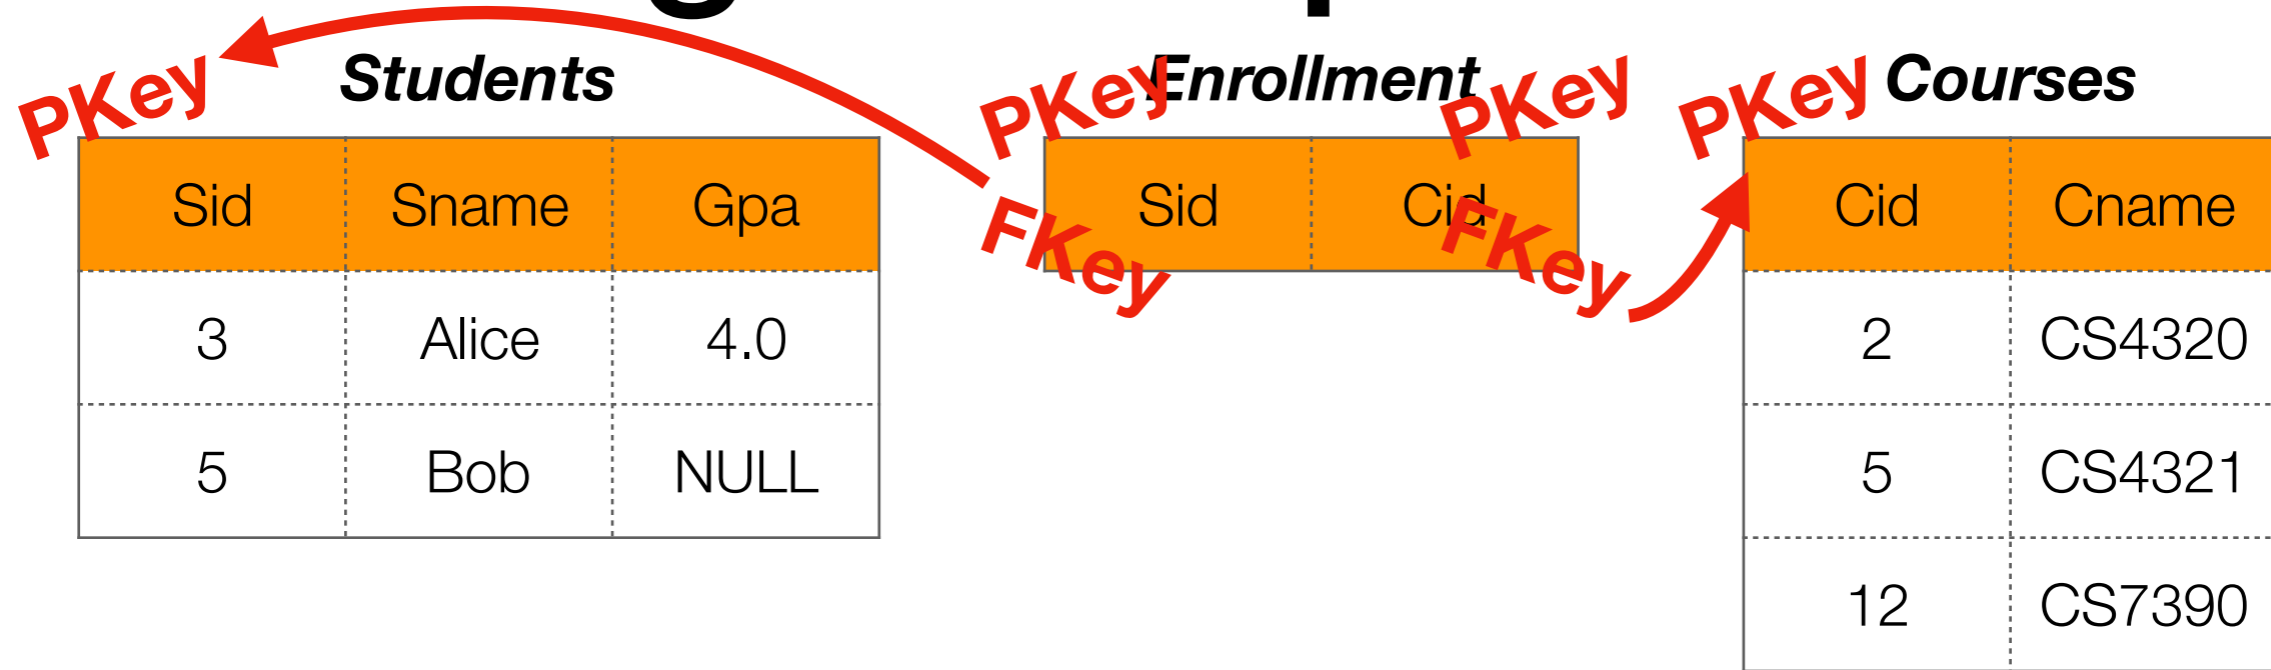 Students
PKey
Sid Sname Gpa
3 Alice 4.0
5 Bob NULL
Enrollment
PKey PKey
Sid Cid
FKey FKey
Courses
PKey
Cid Cname
2 CS4320
5 CS4321
12 CS7390